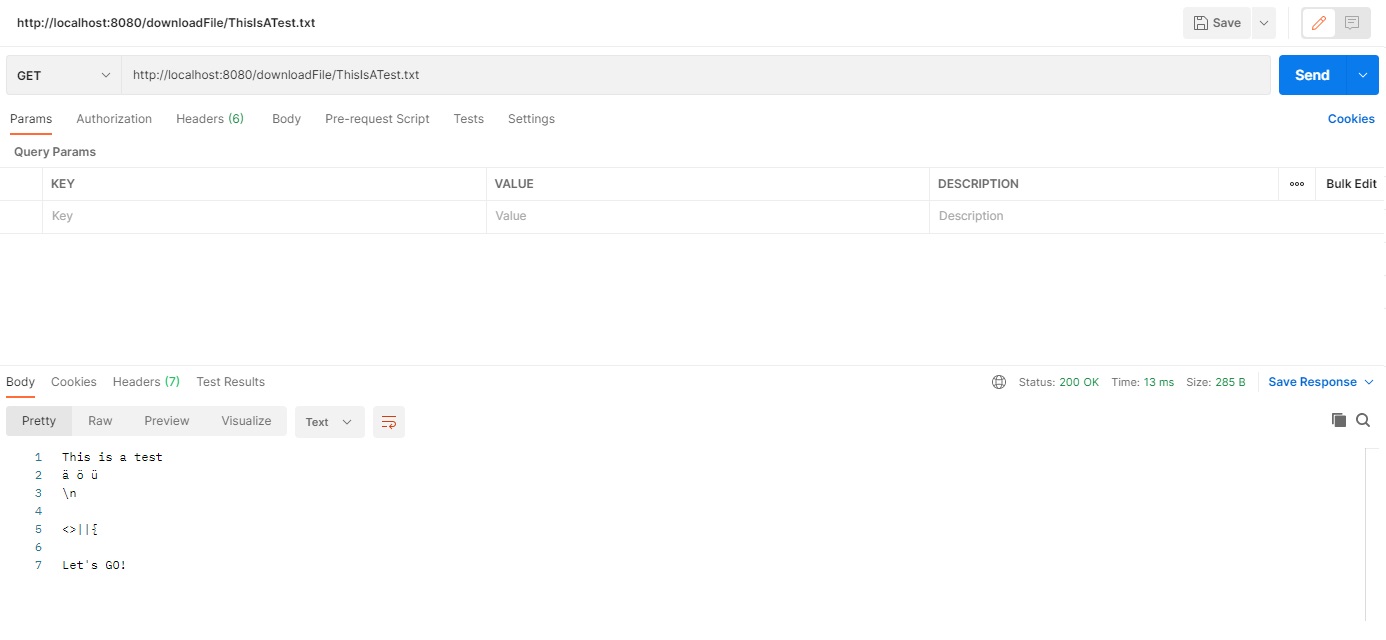 http://localhost:8080/downloadFile/ThisIsATest.txt
Save
GET
http://localhost:8080/downloadFile/ThisIsATest.txt
Send
Params Authorization Headers (6) Body Pre-request Script Tests Settings Cookies
Query Params
KEY VALUE DESCRIPTION Bulk Edit
Key Value Description
Body Cookies Headers (7) Test Results Status: 200 OK Time: 13 ms Size: 285 B Save Response
Pretty Raw Preview Visualize Text
1 This is a test
2 ä ö ü
3 \n
4
5 <>||{
6
7 Let's GO!